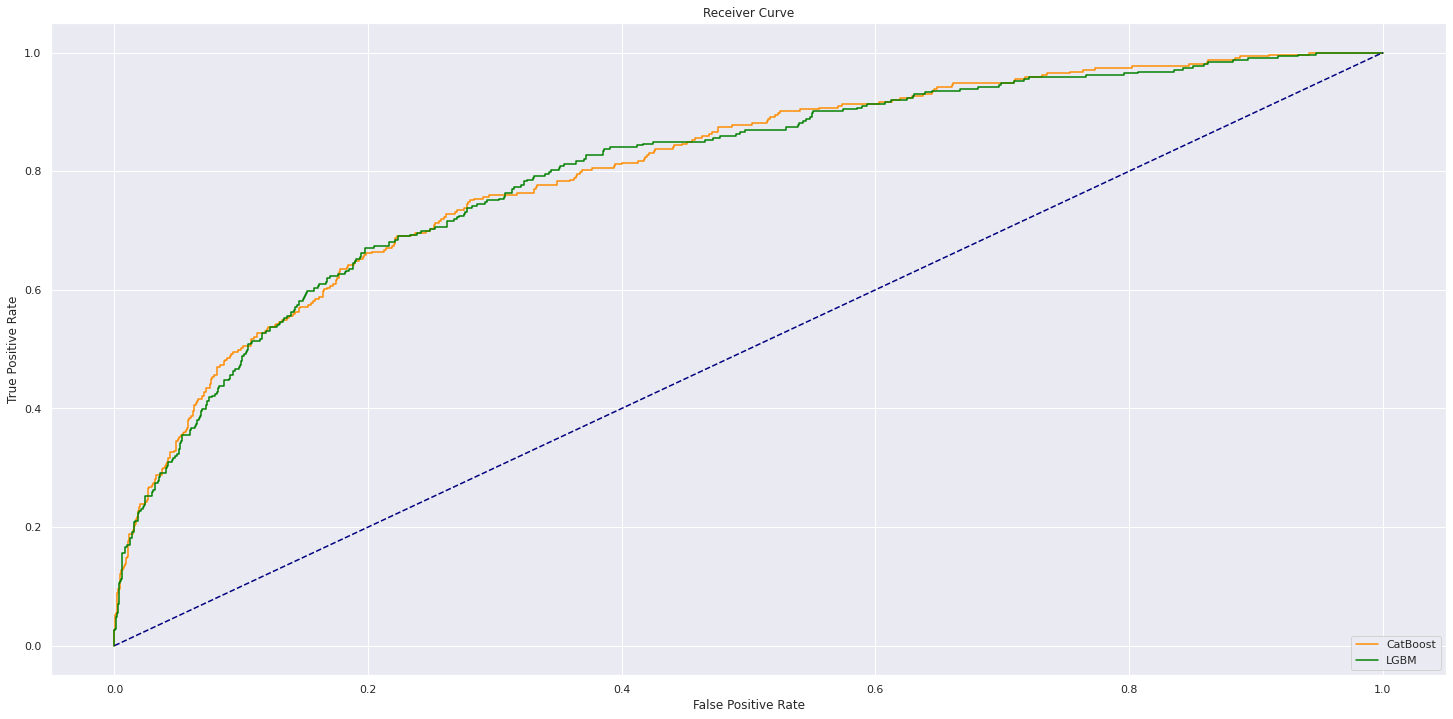 Receiver Curve
True Positive Rate
1.0
0.8
0.6
0.4
0.2
0.0
0.0 0.2 0.4 0.6 0.8 1.0
False Positive Rate
CatBoost
LGBM